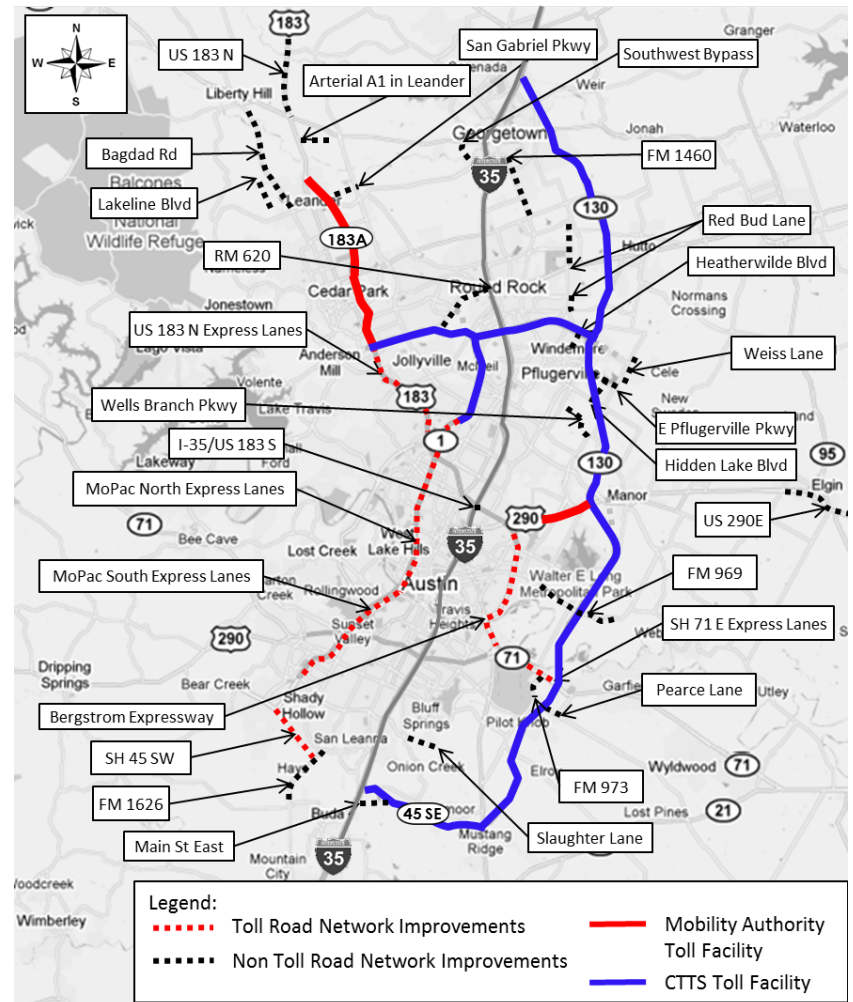 N
W E
S
183
US 183 N
San Gabriel Pkwy
Southwest Bypass
Granger
Arterial A1 in Leander
Weir
Liberty Hill
Georgetown
Jonah
Waterloo
Bagdad Rd
FM 1460
35
Balcones
National
Wildlife Refuge
Lakeline Blvd
Leander
130
Red Bud Lane
183A
Hutto
RM 620
Heatherwilde Blvd
Round Rock
Cedar Park
Jonestown
Normans
Crossing
US 183 N Express Lanes
Anderson
Mill
Jollyville
McNeil
Windemere
Weiss Lane
Volente
183
Pflugerville
Cele
Wells Branch Pkwy
Lake Travis
New
E Pflugerville Pkwy
I-35/US 183 S
1
Hidden Lake Blvd
Lakeway
130
95
MoPac North Express Lanes
Manor
Elgin
71
Bee Cave
290
US 290E
Lost Creek
West
Lake Hills
35
MoPac South Express Lanes
Rollingwood
Austin
Walter E Long
Metropolitan Park
FM 969
Creek
Travis
Heights
Sunset
Valley
290
SH 71 E Express Lanes
Dripping
Springs
Bear Creek
71
Shady
Hollow
Pearce Lane
Utley
Bergstrom Expressway
Bluff
Springs
Pilot Knob
SH 45 SW
San Leanna
Onion Creek
Elroy
Wyldwood
71
FM 1626
FM 973
Buda
45 SE
Lost Pines
21
Main St East
Mustang
Ridge
Slaughter Lane
Mountain
City
35
Woodcreek
Wimberley
Legend:
Toll Road Network Improvements
Non Toll Road Network Improvements
Mobility Authority
Toll Facility
CTTS Toll Facility